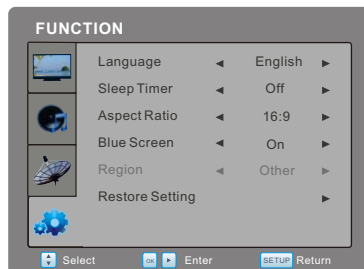 FUNCTION
Language English
Sleep Timer Off
Aspect Ratio 16:9
Blue Screen On
Region Other
Restore Setting
Select OK Enter SETUP Return